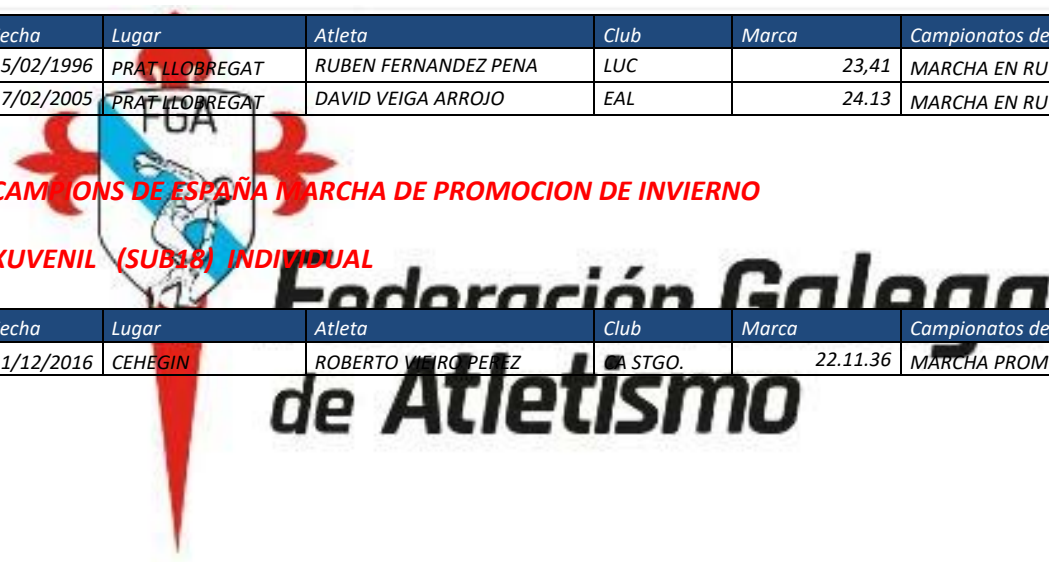 echa Lugar Atleta Club Marca Campionatos de
5/02/1996 PRAT LLOBREGAT RUBEN FERNANDEZ PENA LUC 23,41 MARCHA EN RU
7/02/2005 PRAT LLOBREGAT DAVID VEIGA ARROJO EAL 24.13 MARCHA EN RU
FGA
CAMPIONS DE ESPAÑA MARCHA DE PROMOCION DE INVIERNO
XUVENIL (SUB18) INDIVIDUAL
Federación Galega
echa Lugar Atleta Club Marca Campionatos de
1/12/2016 CEHEGIN ROBERTO VIEIRO PEREZ CA STGO. 22.11.36 MARCHA PROM
de Atletismo